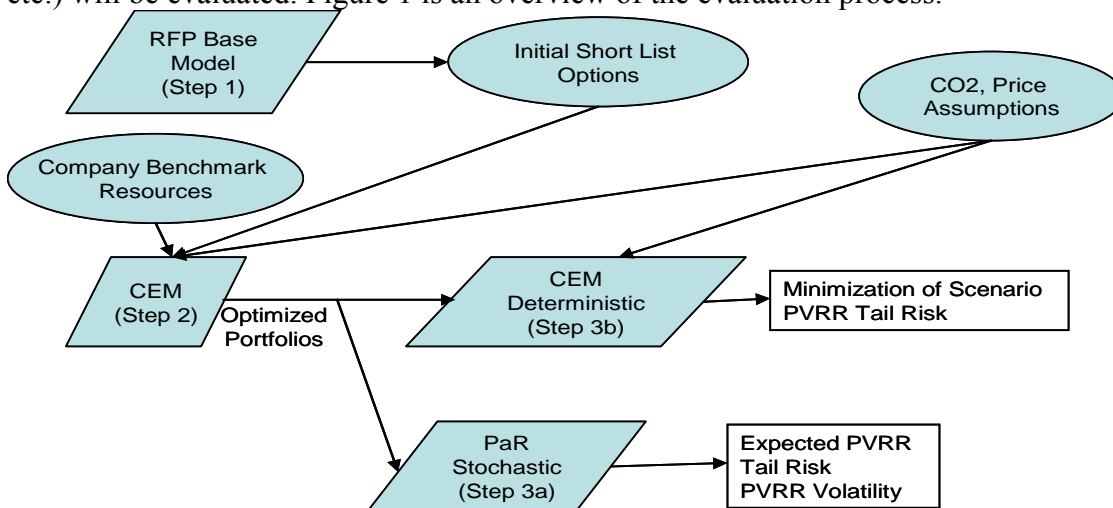 etc.) will be evaluated. Figure 1 is an overview of the evaluation process.
RFP Base
Model
(Step 1)
Initial Short List
Options
CO2, Price
Assumptions
Company Benchmark
Resources
CEM
(Step 2)
Optimized
Portfolios
CEM
Deterministic
(Step 3b)
Minimization of Scenario
PVRR Tail Risk
PaR
Stochastic
(Step 3a)
Expected PVRR
Tail Risk
PVRR Volatility